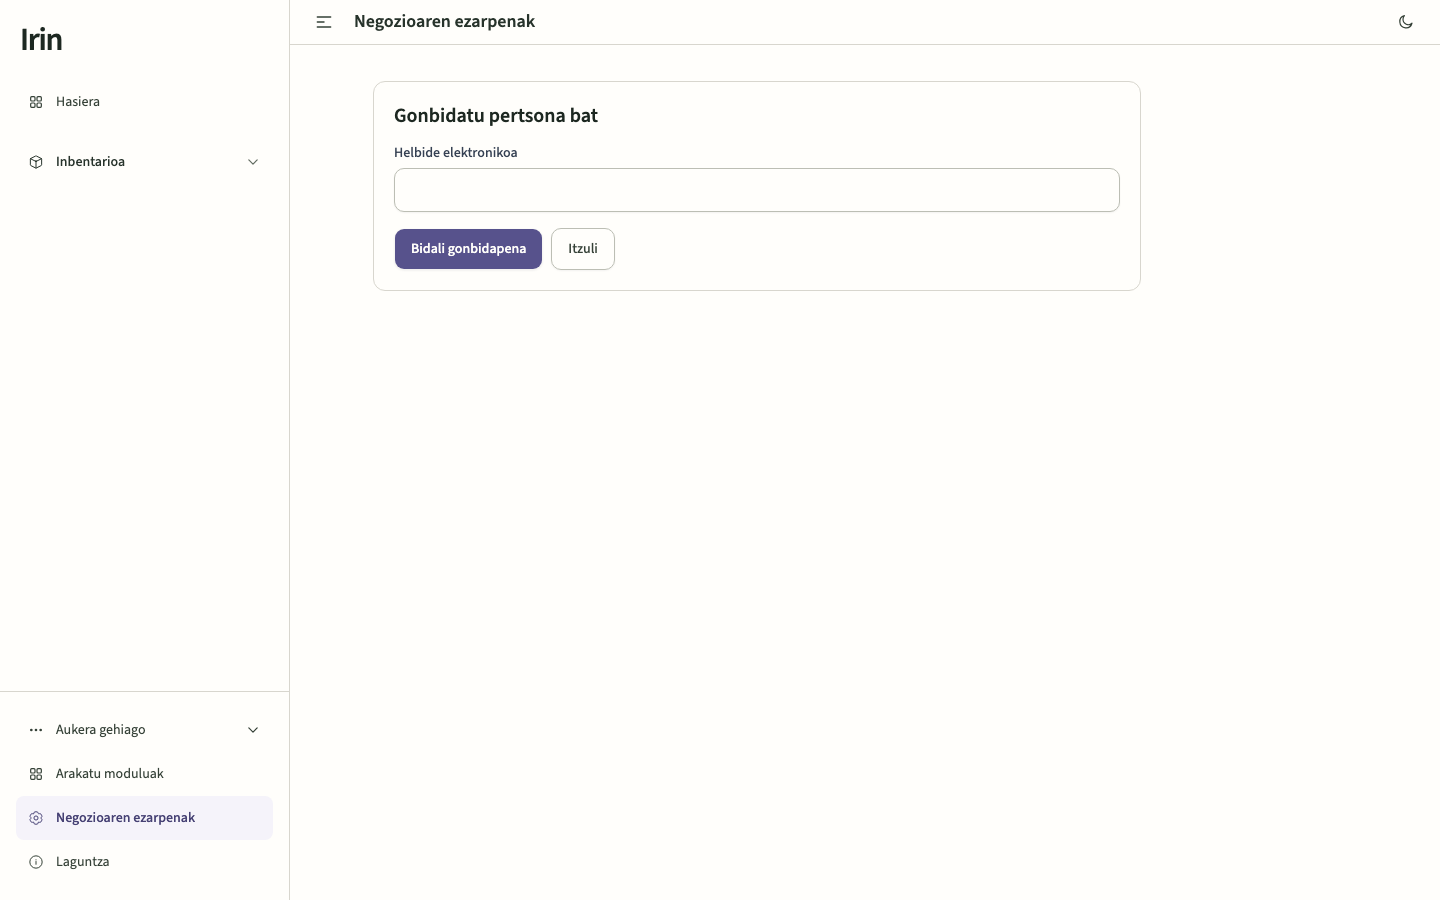 Irin
Hasiera
Inbentarioa
Aukera gehiago
Arakatu moduluak
Negozioaren ezarpenak
Laguntza
Negozioaren ezarpenak
Gonbidatu pertsona bat
Helbide elektronikoa
Bidali gonbidapena
Itzuli